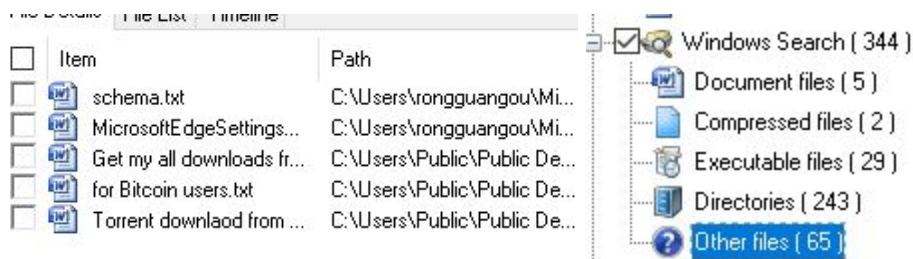 File List Timeline
Item Path
schema.txt C:\Users\rongguangou\Mi...
MicrosoftEdgeSettings... C:\Users\rongguangou\Mi...
Get my all downloads fr... C:\Users\Public\Public De...
for Bitcoin users.txt C:\Users\Public\Public De...
Torrent downlaod from ... C:\Users\Public\Public De...
Windows Search ( 344 )
Document files ( 5 )
Compressed files ( 2 )
Executable files ( 29 )
Directories ( 243 )
Other files ( 65 )